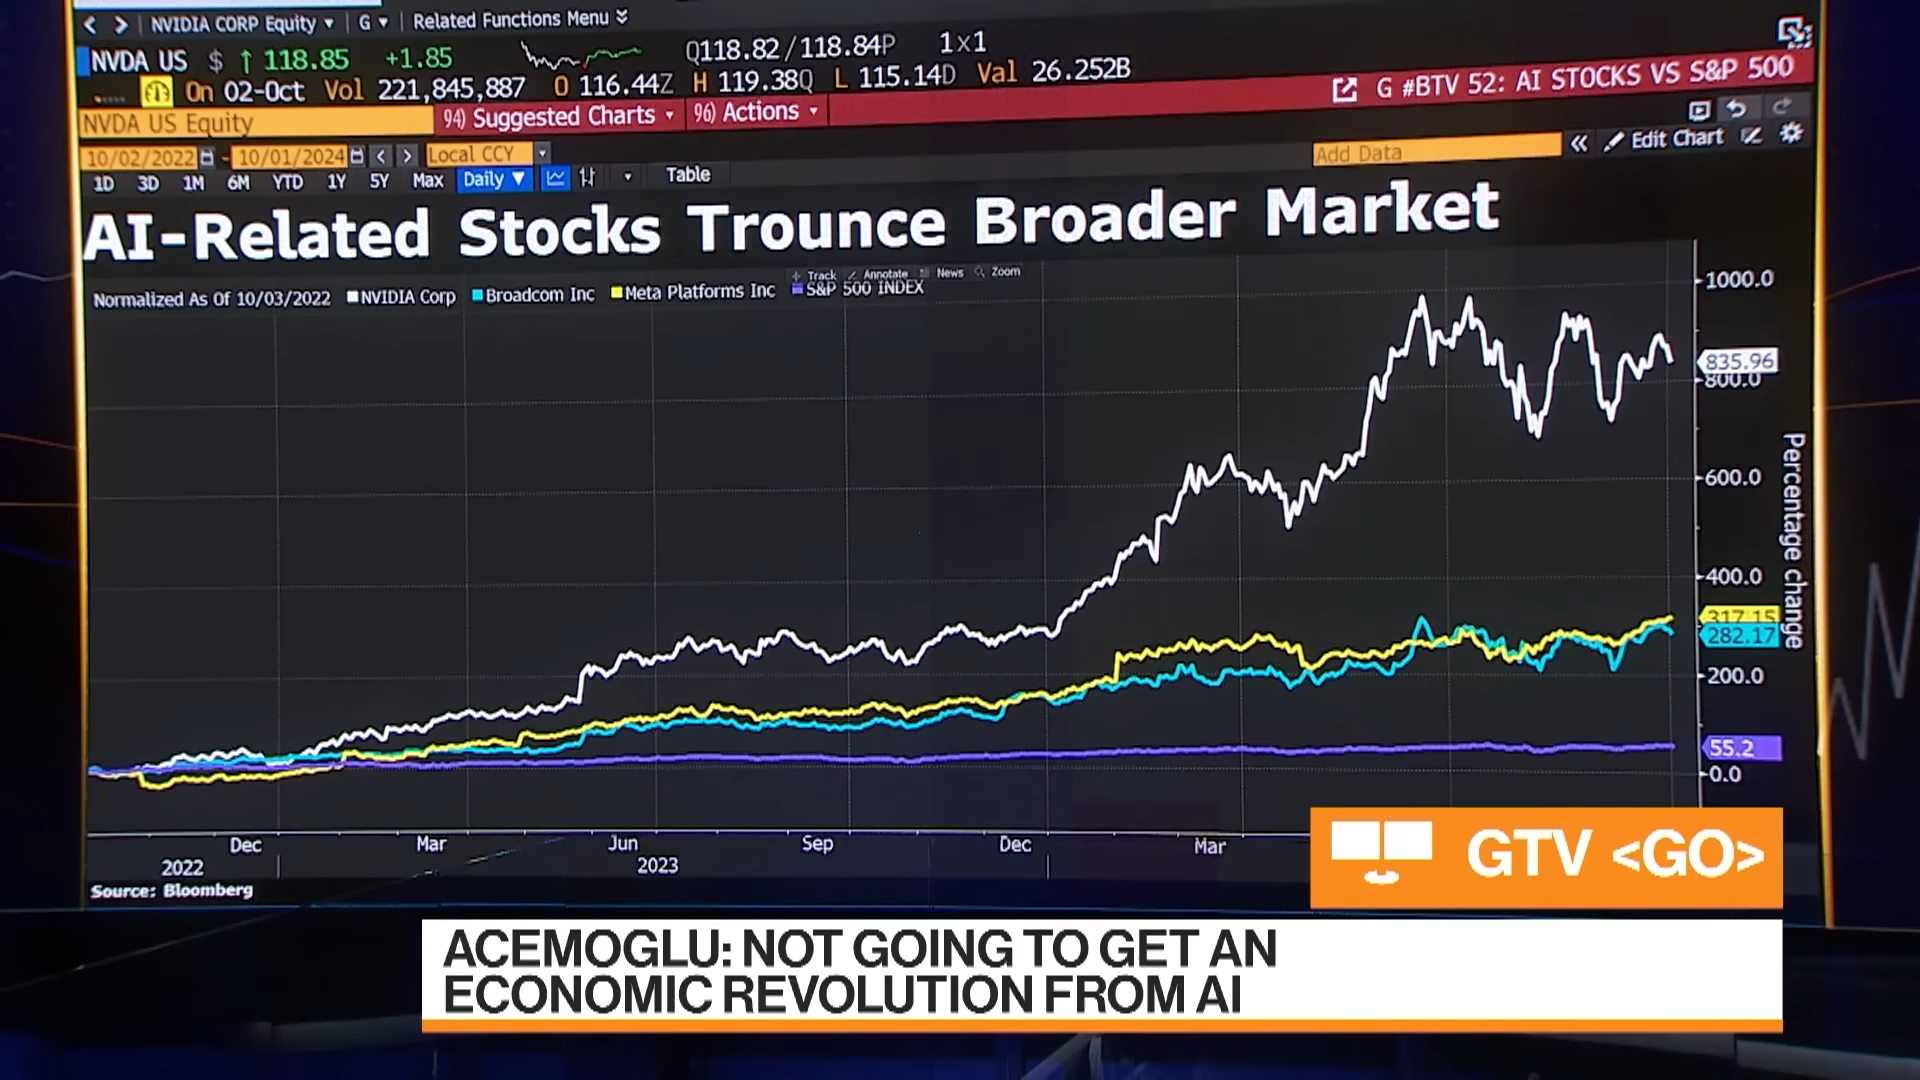 NVIDIA CORP Equity G Related Functions Menu
NVDA US $ ↑ 118.85 +1.85 Q118.82 / 118.84P 1x1
On 02-Oct Vol 221,845,887 O 116.44Z H 119.38Q L 115.14D Val 26.252B
G #BTV 52: AI STOCKS VS S&P 500
NVDA US Equity 94) Suggested Charts 96) Actions
10/02/2022 - 10/01/2024 Local CCY Add Data « Edit Chart
1D 3D 1M 6M YTD 1Y 5Y Max Daily ▼ Table
AI-Related Stocks Trounce Broader Market
Track Annotate News Zoom
Normalized As Of 10/03/2022 NVIDIA Corp Broadcom Inc Meta Platforms Inc S&P 500 INDEX
1000.0
835.96
800.0
600.0
400.0
317.15
282.17
200.0
55.2
0.0
Percentage change
Dec Mar Jun Sep Dec Mar
2022 2023
Source: Bloomberg
GTV <GO>
ACEMOGLU: NOT GOING TO GET AN
ECONOMIC REVOLUTION FROM AI